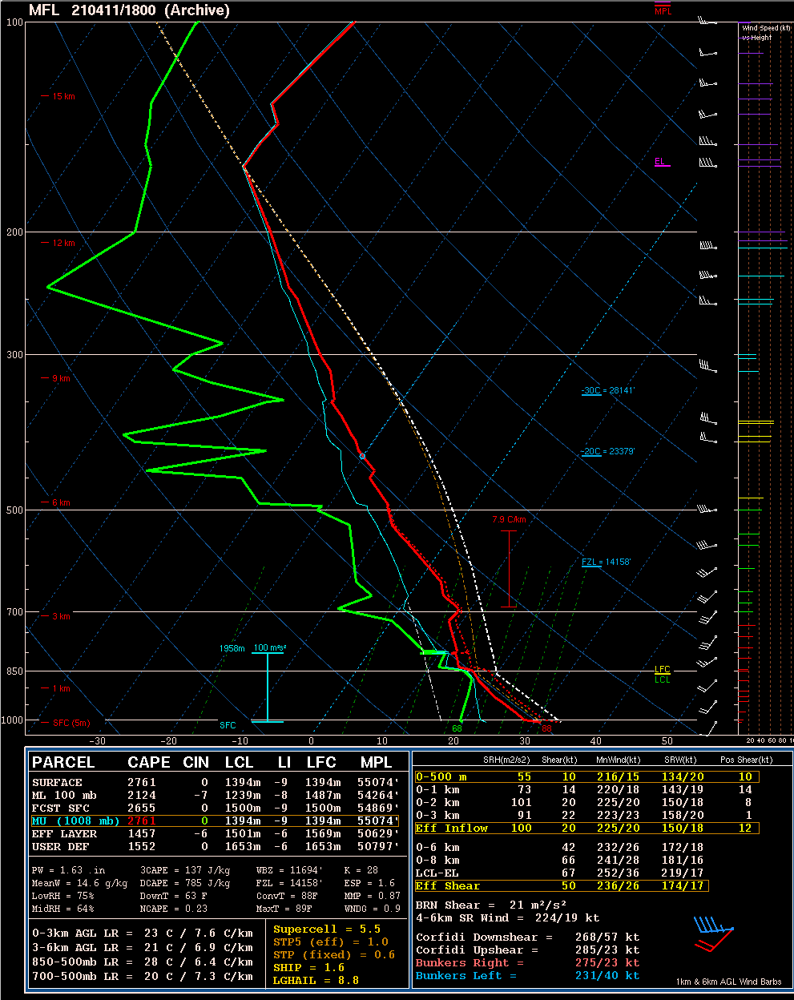 MFL 210411/1800 (Archive)
MPL
100
Wind Speed (kt)
vs Height
15 km
EL
200
12 km
300
9 km
-30C = 28141'
-20C = 23379'
6 km
500
7.9 C/km
FZL = 14158'
700
3 km
1958m 100 m²s²
850
LFC
LCL
1 km
1000
SFC (5m)
SFC
68
88
20 40 60 80 10
-30 -20 -10 0 10 20 30 40 50
PARCEL CAPE CIN LCL LI LFC MPL
SURFACE 2761 0 1394m -9 1394m 55074'
ML 100 mb 2124 -7 1239m -8 1487m 54264'
FCST SFC 2655 0 1500m -9 1500m 54869'
MU (1008 mb) 2761 0 1394m -9 1394m 55074'
EFF LAYER 1457 -6 1501m -6 1569m 50629'
USER DEF 1552 0 1653m -6 1653m 50797'
PW = 1.63 .in 3CAPE = 137 J/kg WBZ = 11694' K = 28
MeanW = 14.6 g/kg DCAPE = 785 J/kg FZL = 14158' ESP = 1.6
LowRH = 75% DownT = 63 F ConvT = 88F MMP = 0.87
MidRH = 64% NCAPE = 0.23 MaxT = 89F WNDG = 0.9
0-3km AGL LR = 23 C / 7.6 C/km
3-6km AGL LR = 21 C / 6.9 C/km
850-500mb LR = 28 C / 6.4 C/km
700-500mb LR = 20 C / 7.3 C/km
Supercell = 5.5
STP5 (eff) = 1.0
STP (fixed) = 0.6
SHIP = 1.6
LGHAIL = 8.8
SRH(m2/s2) Shear(kt) MnWind(kt) SRW(kt) Pos Shear(kt)
0-500 m 55 10 216/15 134/20 10
0-1 km 73 14 220/18 143/19 14
0-2 km 101 20 225/20 150/18 8
0-3 km 91 22 223/23 158/20 1
Eff Inflow 100 20 225/20 150/18 12
0-6 km 42 232/26 172/18
0-8 km 66 241/28 181/16
LCL-EL 67 252/36 219/17
Eff Shear 50 236/26 174/17
BRN Shear = 21 m²/s²
4-6km SR Wind = 224/19 kt
Corfidi Downshear = 268/57 kt
Corfidi Upshear = 285/23 kt
Bunkers Right = 275/23 kt
Bunkers Left = 231/40 kt
1km & 6km AGL Wind Barbs